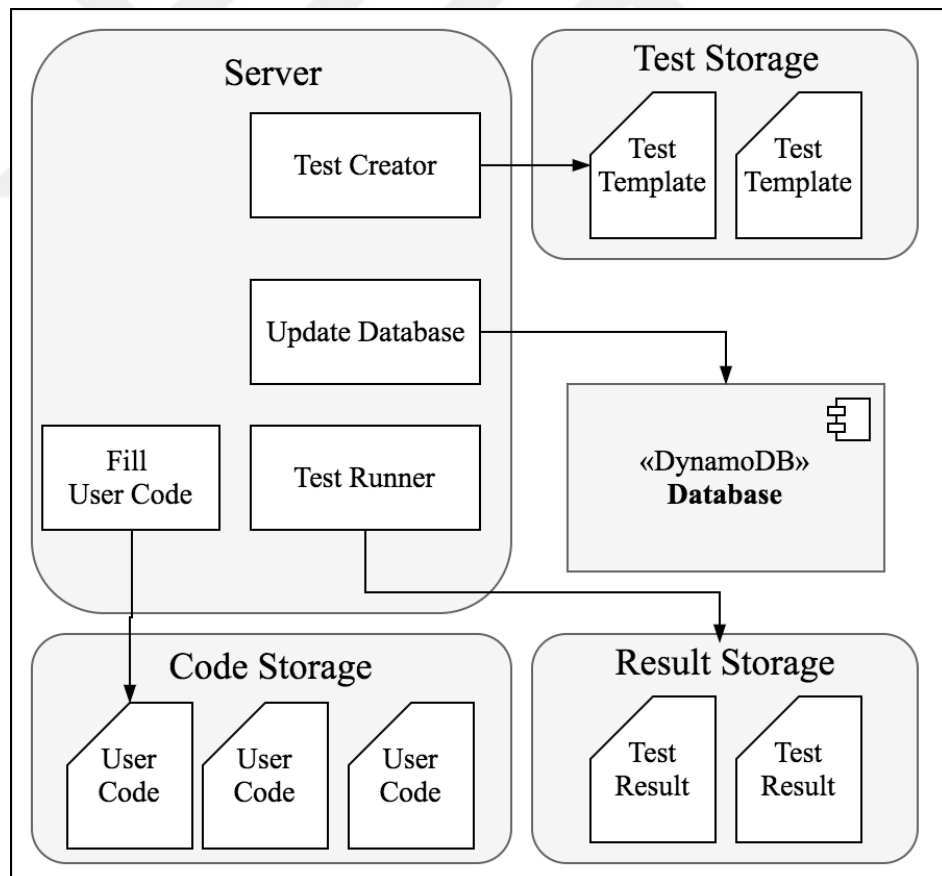 Server
Test Creator
Update Database
Fill
User Code
Test Runner
Test Storage
Test
Template
Test
Template
«DynamoDB»
Database
Code Storage
User
Code
User
Code
User
Code
Result Storage
Test
Result
Test
Result